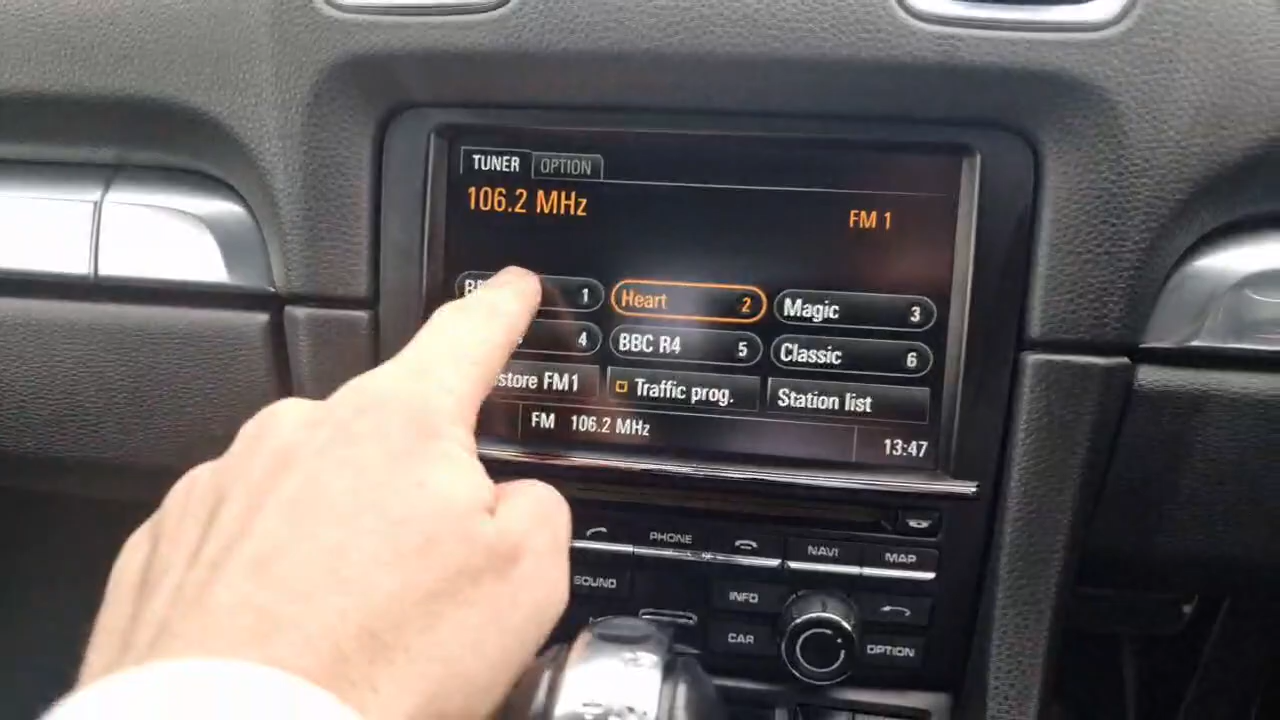 TUNER OPTION
106.2 MHz
FM 1
1
Heart 2
Magic 3
4
BBC R4 5
Classic 6
store FM1
Traffic prog.
Station list
FM 106.2 MHz
13:47
PHONE
NAVI
MAP
SOUND
INFO
CAR
OPTION